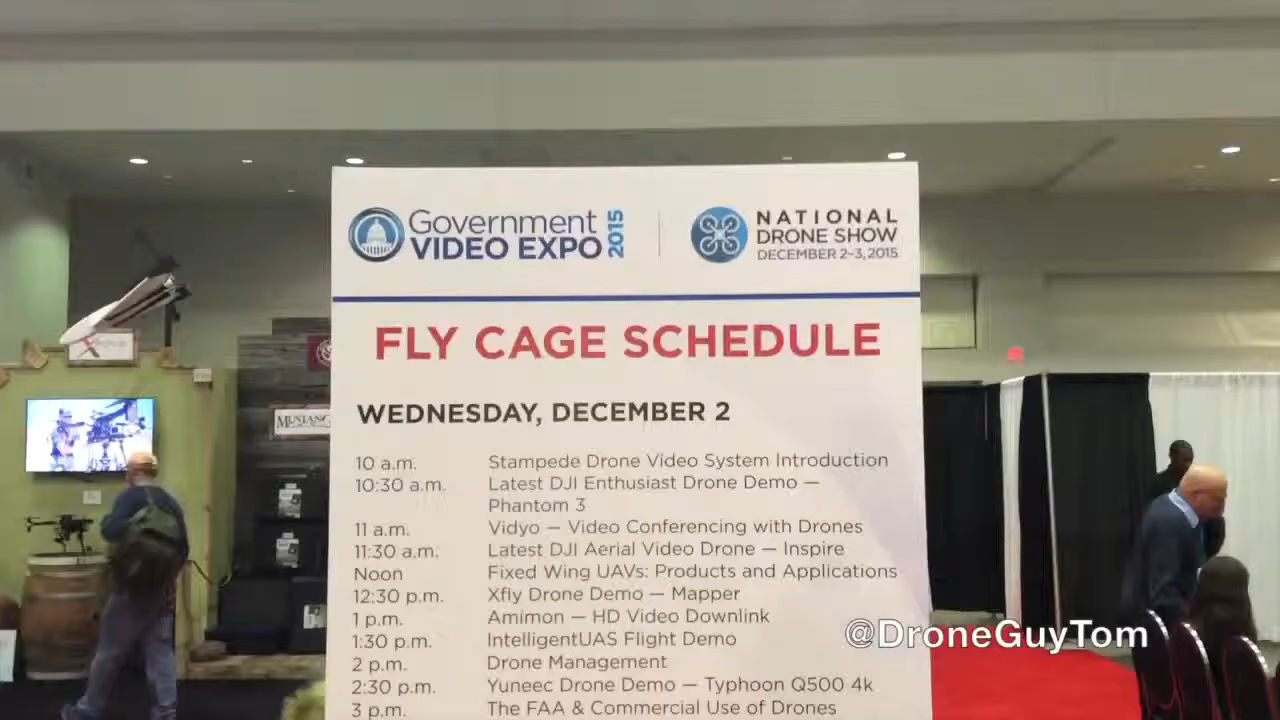 Government
VIDEO EXPO
2015
NATIONAL
DRONE SHOW
DECEMBER 2-3, 2015
FLY CAGE SCHEDULE
WEDNESDAY, DECEMBER 2
10 a.m. Stampede Drone Video System Introduction
10:30 a.m. Latest DJI Enthusiast Drone Demo —
Phantom 3
11 a.m. Vidyo — Video Conferencing with Drones
11:30 a.m. Latest DJI Aerial Video Drone — Inspire
Noon Fixed Wing UAVs: Products and Applications
12:30 p.m. Xfly Drone Demo — Mapper
1 p.m. Amimon — HD Video Downlink
1:30 p.m. IntelligentUAS Flight Demo
2 p.m. Drone Management
2:30 p.m. Yuneec Drone Demo — Typhoon Q500 4k
3 p.m. The FAA & Commercial Use of Drones
MUSTANG
@DroneGuyTom